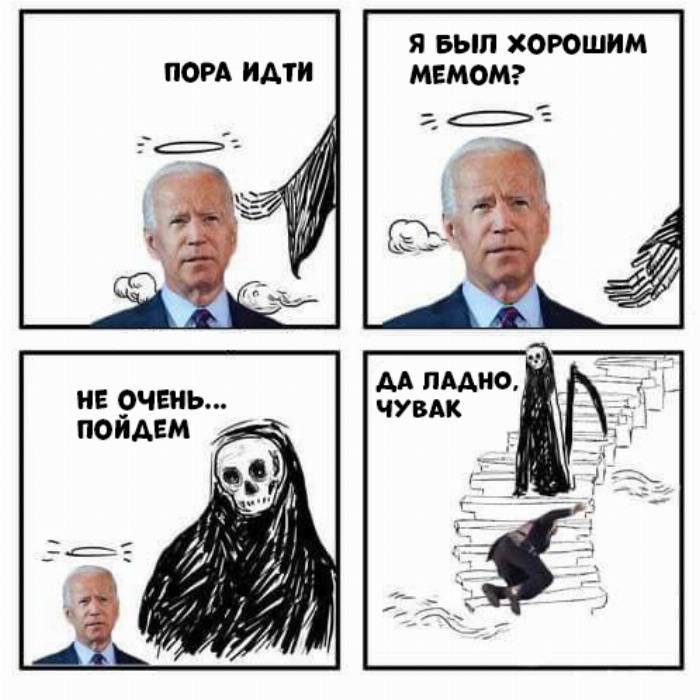 ПОРА ИДТИ
Я БЫЛ ХОРОШИМ
МЕМОМ?
НЕ ОЧЕНЬ...
ПОЙДЕМ
ДА ЛАДНО,
ЧУВАК